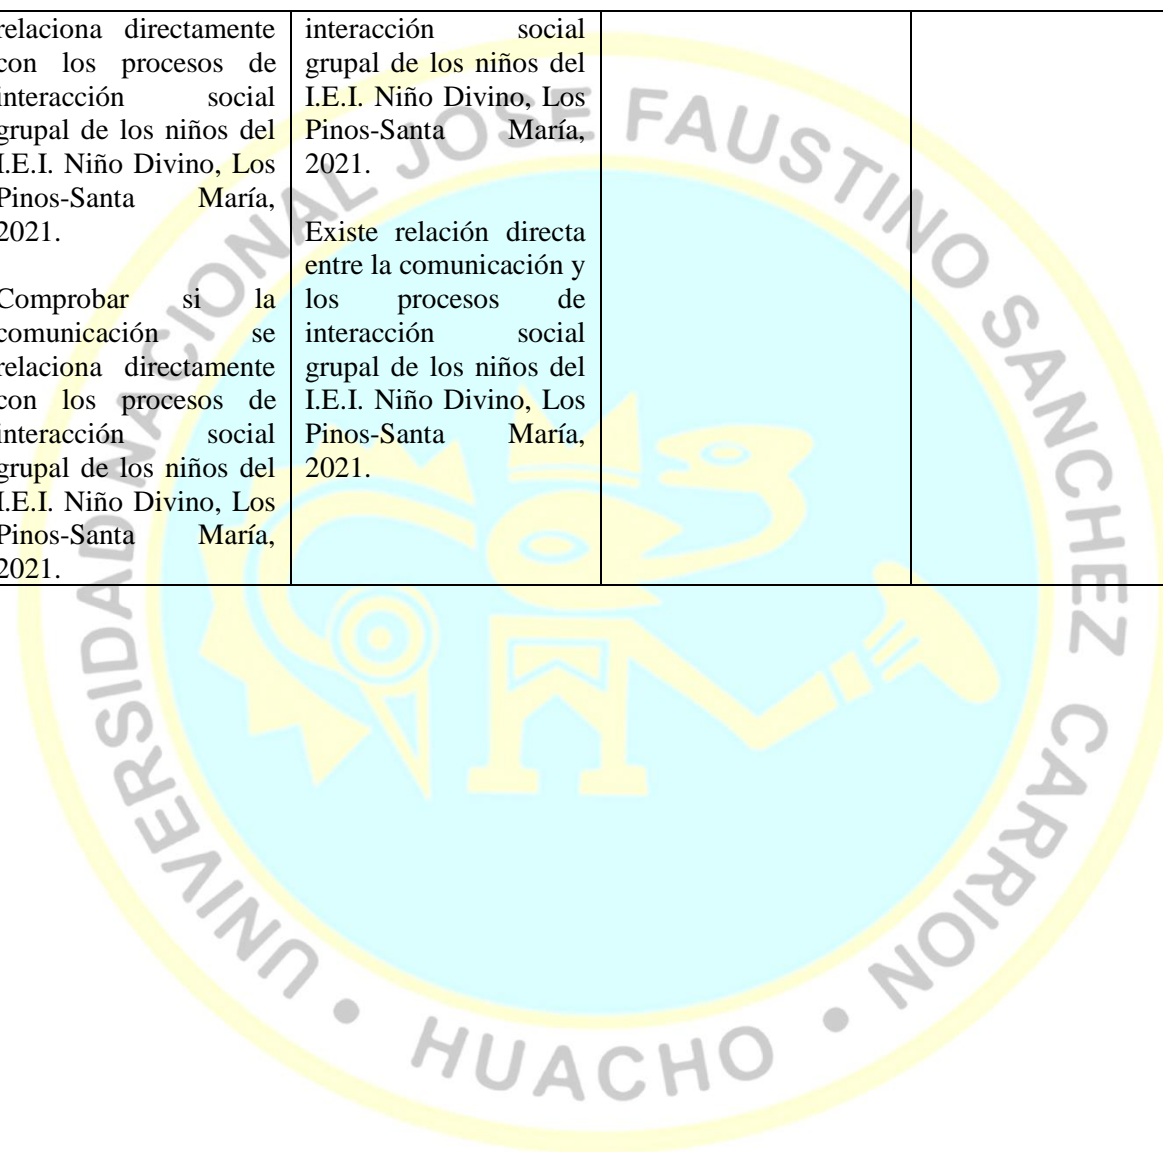 relaciona directamente
con los procesos de
interacción social
grupal de los niños del
I.E.I. Niño Divino, Los
Pinos-Santa María,
2021.
Comprobar si la
comunicación se
relaciona directamente
con los procesos de
interacción social
grupal de los niños del
I.E.I. Niño Divino, Los
Pinos-Santa María,
2021.
interacción social
grupal de los niños del
I.E.I. Niño Divino, Los
Pinos-Santa María,
2021.
Existe relación directa
entre la comunicación y
los procesos de
interacción social
grupal de los niños del
I.E.I. Niño Divino, Los
Pinos-Santa María,
2021.
UNIVERSIDAD NACIONAL JOSE FAUSTINO SANCHEZ CARRION
• HUACHO •